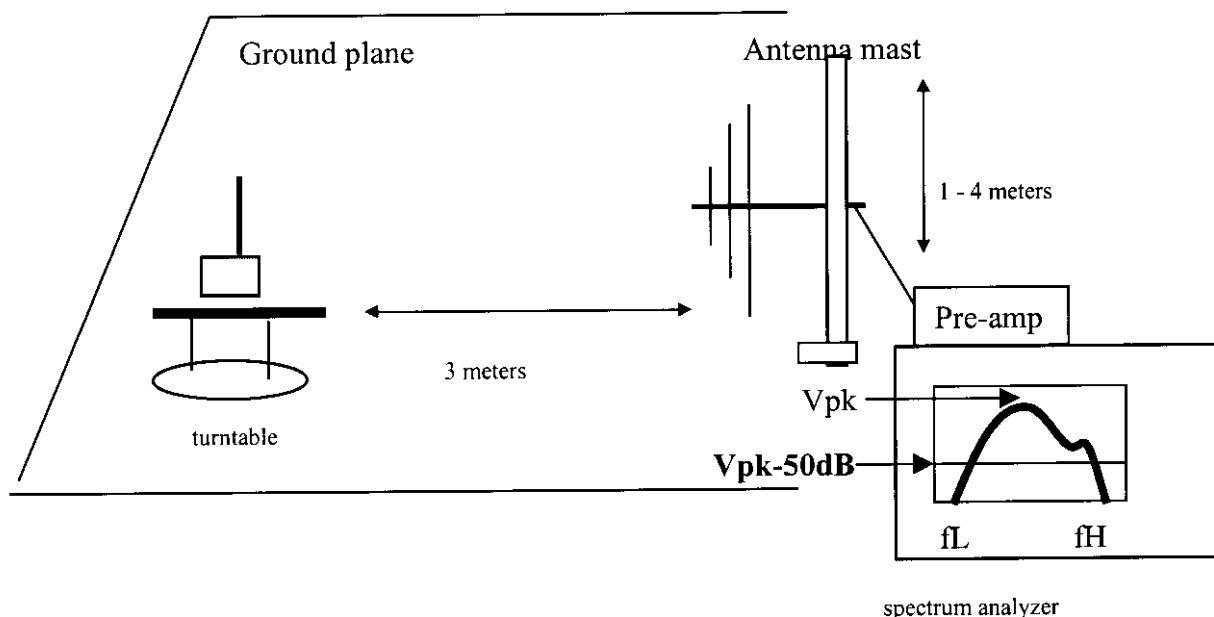 Ground plane
Antenna mast
1 - 4 meters
Pre-amp
3 meters
Vpk
turntable
Vpk-50dB
fL fH
spectrum analyzer